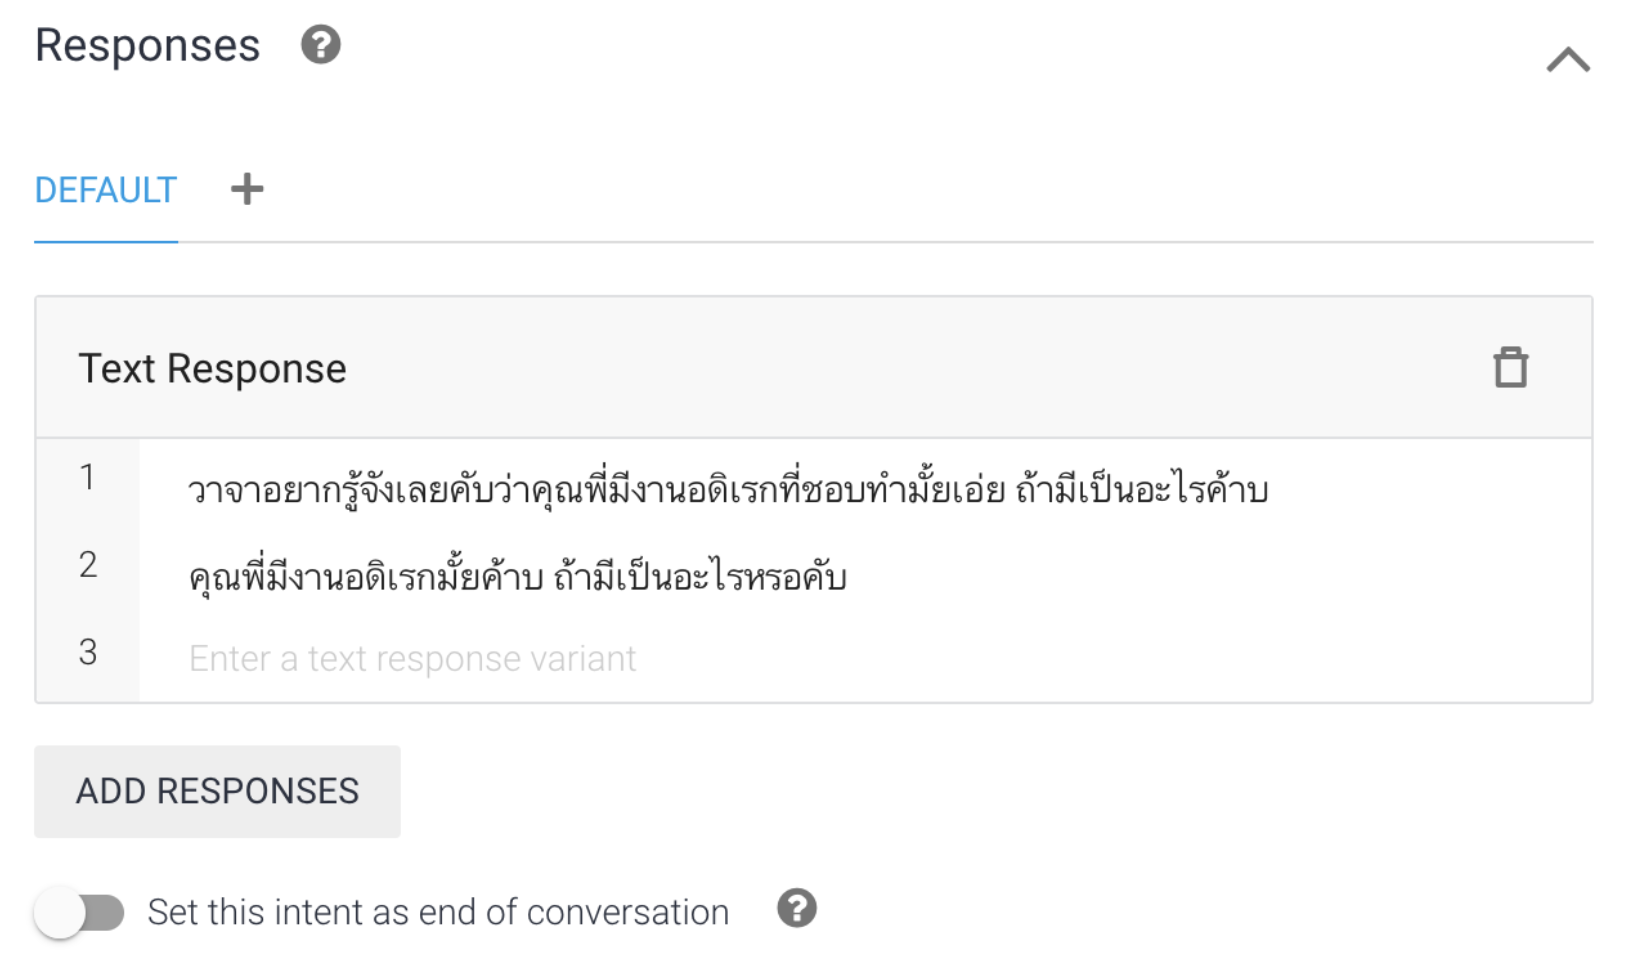 Responses ?
DEFAULT +
Text Response
1 วาจาอยากรู้จังเลยคับว่าคุณพี่มีงานอดิเรกที่ชอบทำมั้ยเอ่ย ถ้ามีเป็นอะไรค้าบ
2 คุณพี่มีงานอดิเรกมั้ยค้าบ ถ้ามีเป็นอะไรหรอคับ
3 Enter a text response variant
ADD RESPONSES
Set this intent as end of conversation ?